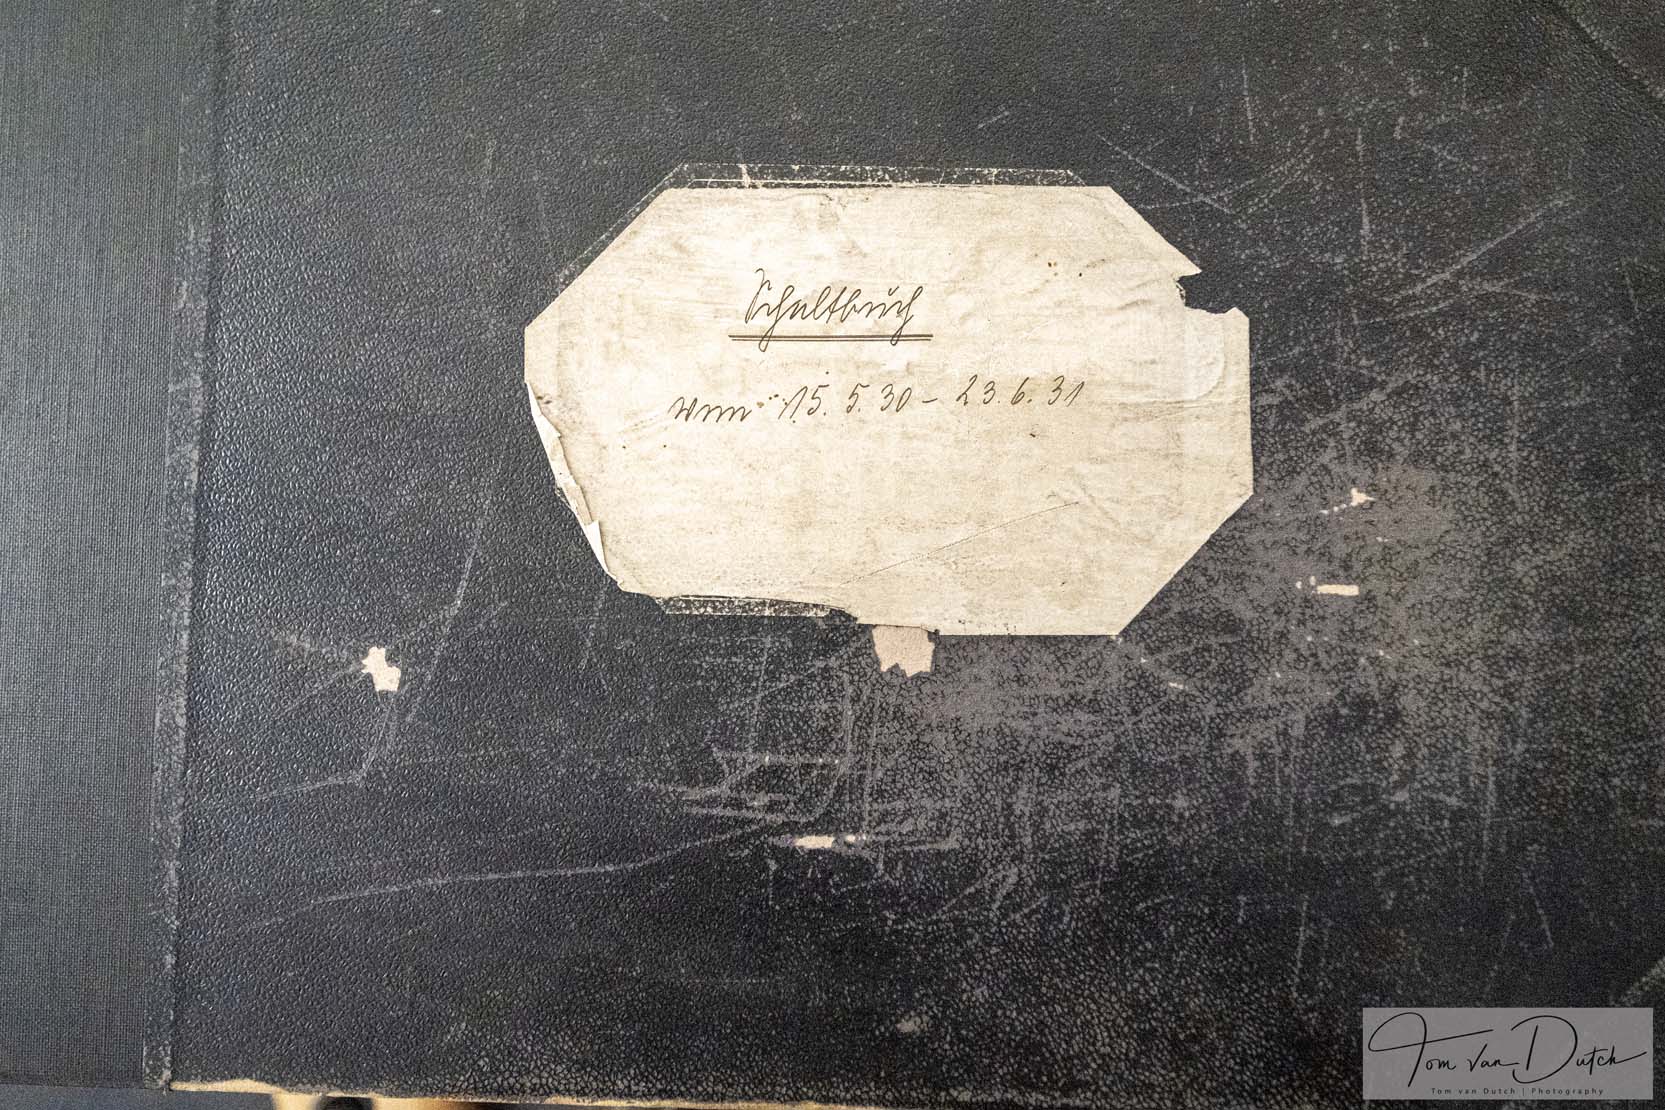 Schaltbuch
vom 15. 5. 30 - 23. 6. 31
Tom van Dutch
Tom van Dutch | Photography